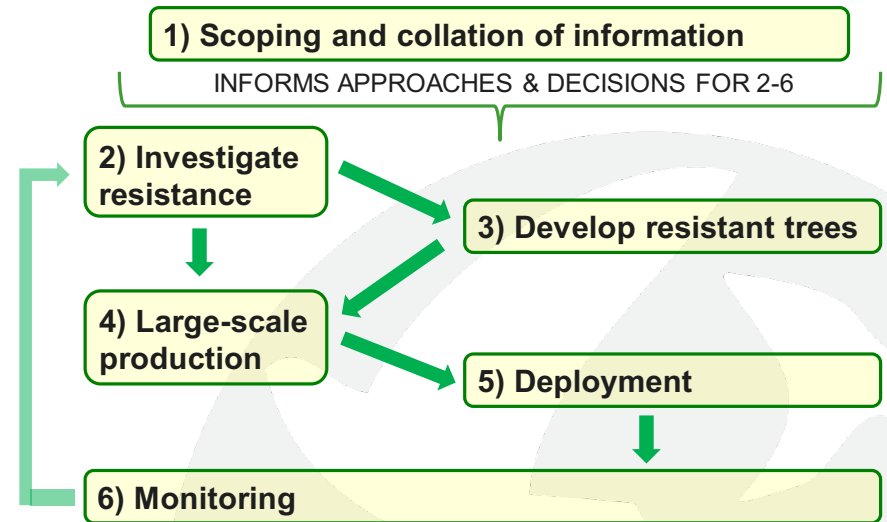 1) Scoping and collation of information
INFORMS APPROACHES & DECISIONS FOR 2-6
2) Investigate
resistance
3) Develop resistant trees
4) Large-scale
production
5) Deployment
6) Monitoring